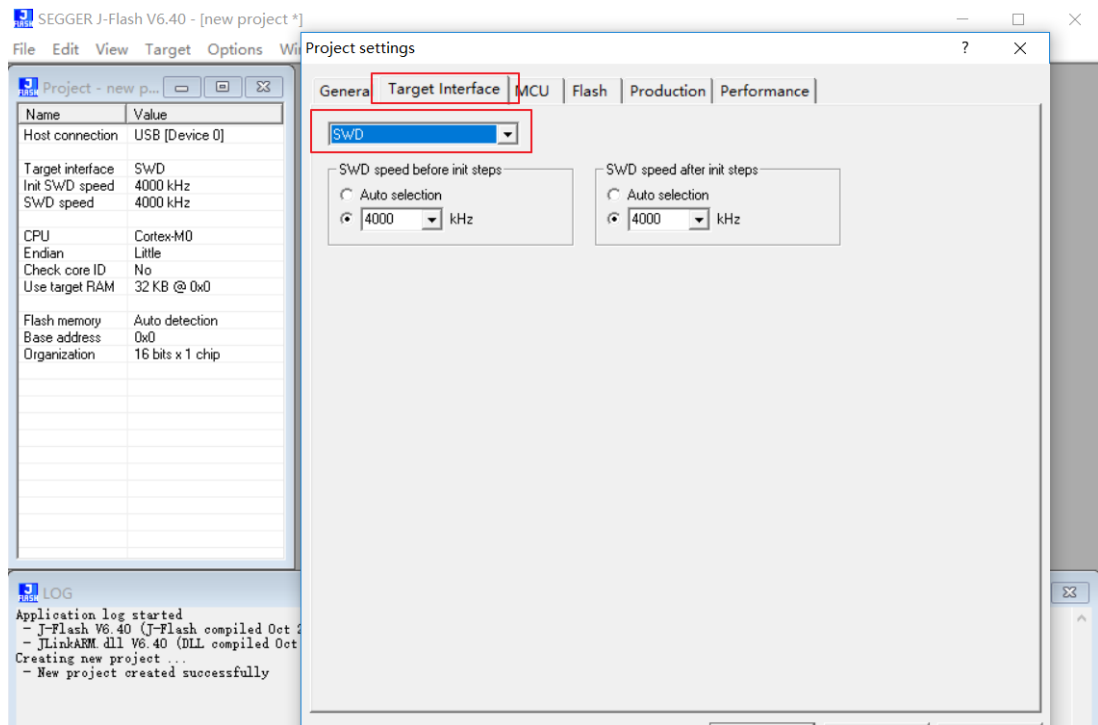 SEGGER J-Flash V6.40 - [new project *]
File Edit View Target Options
Project settings
?
Project - new p...
General Target Interface MCU Flash Production Performance
Name Value
Host connection USB [Device 0]
Target interface SWD
Init SWD speed 4000 kHz
SWD speed 4000 kHz
CPU Cortex-M0
Endian Little
Check core ID No
Use target RAM 32 KB @ 0x0
Flash memory Auto detection
Base address 0x0
Organization 16 bits x 1 chip
SWD
SWD speed before init steps
Auto selection
4000 kHz
SWD speed after init steps
Auto selection
4000 kHz
LOG
Application log started
- J-Flash V6.40 (J-Flash compiled Oct
- JLinkARM.dll V6.40 (DLL compiled Oct
Creating new project ...
- New project created successfully